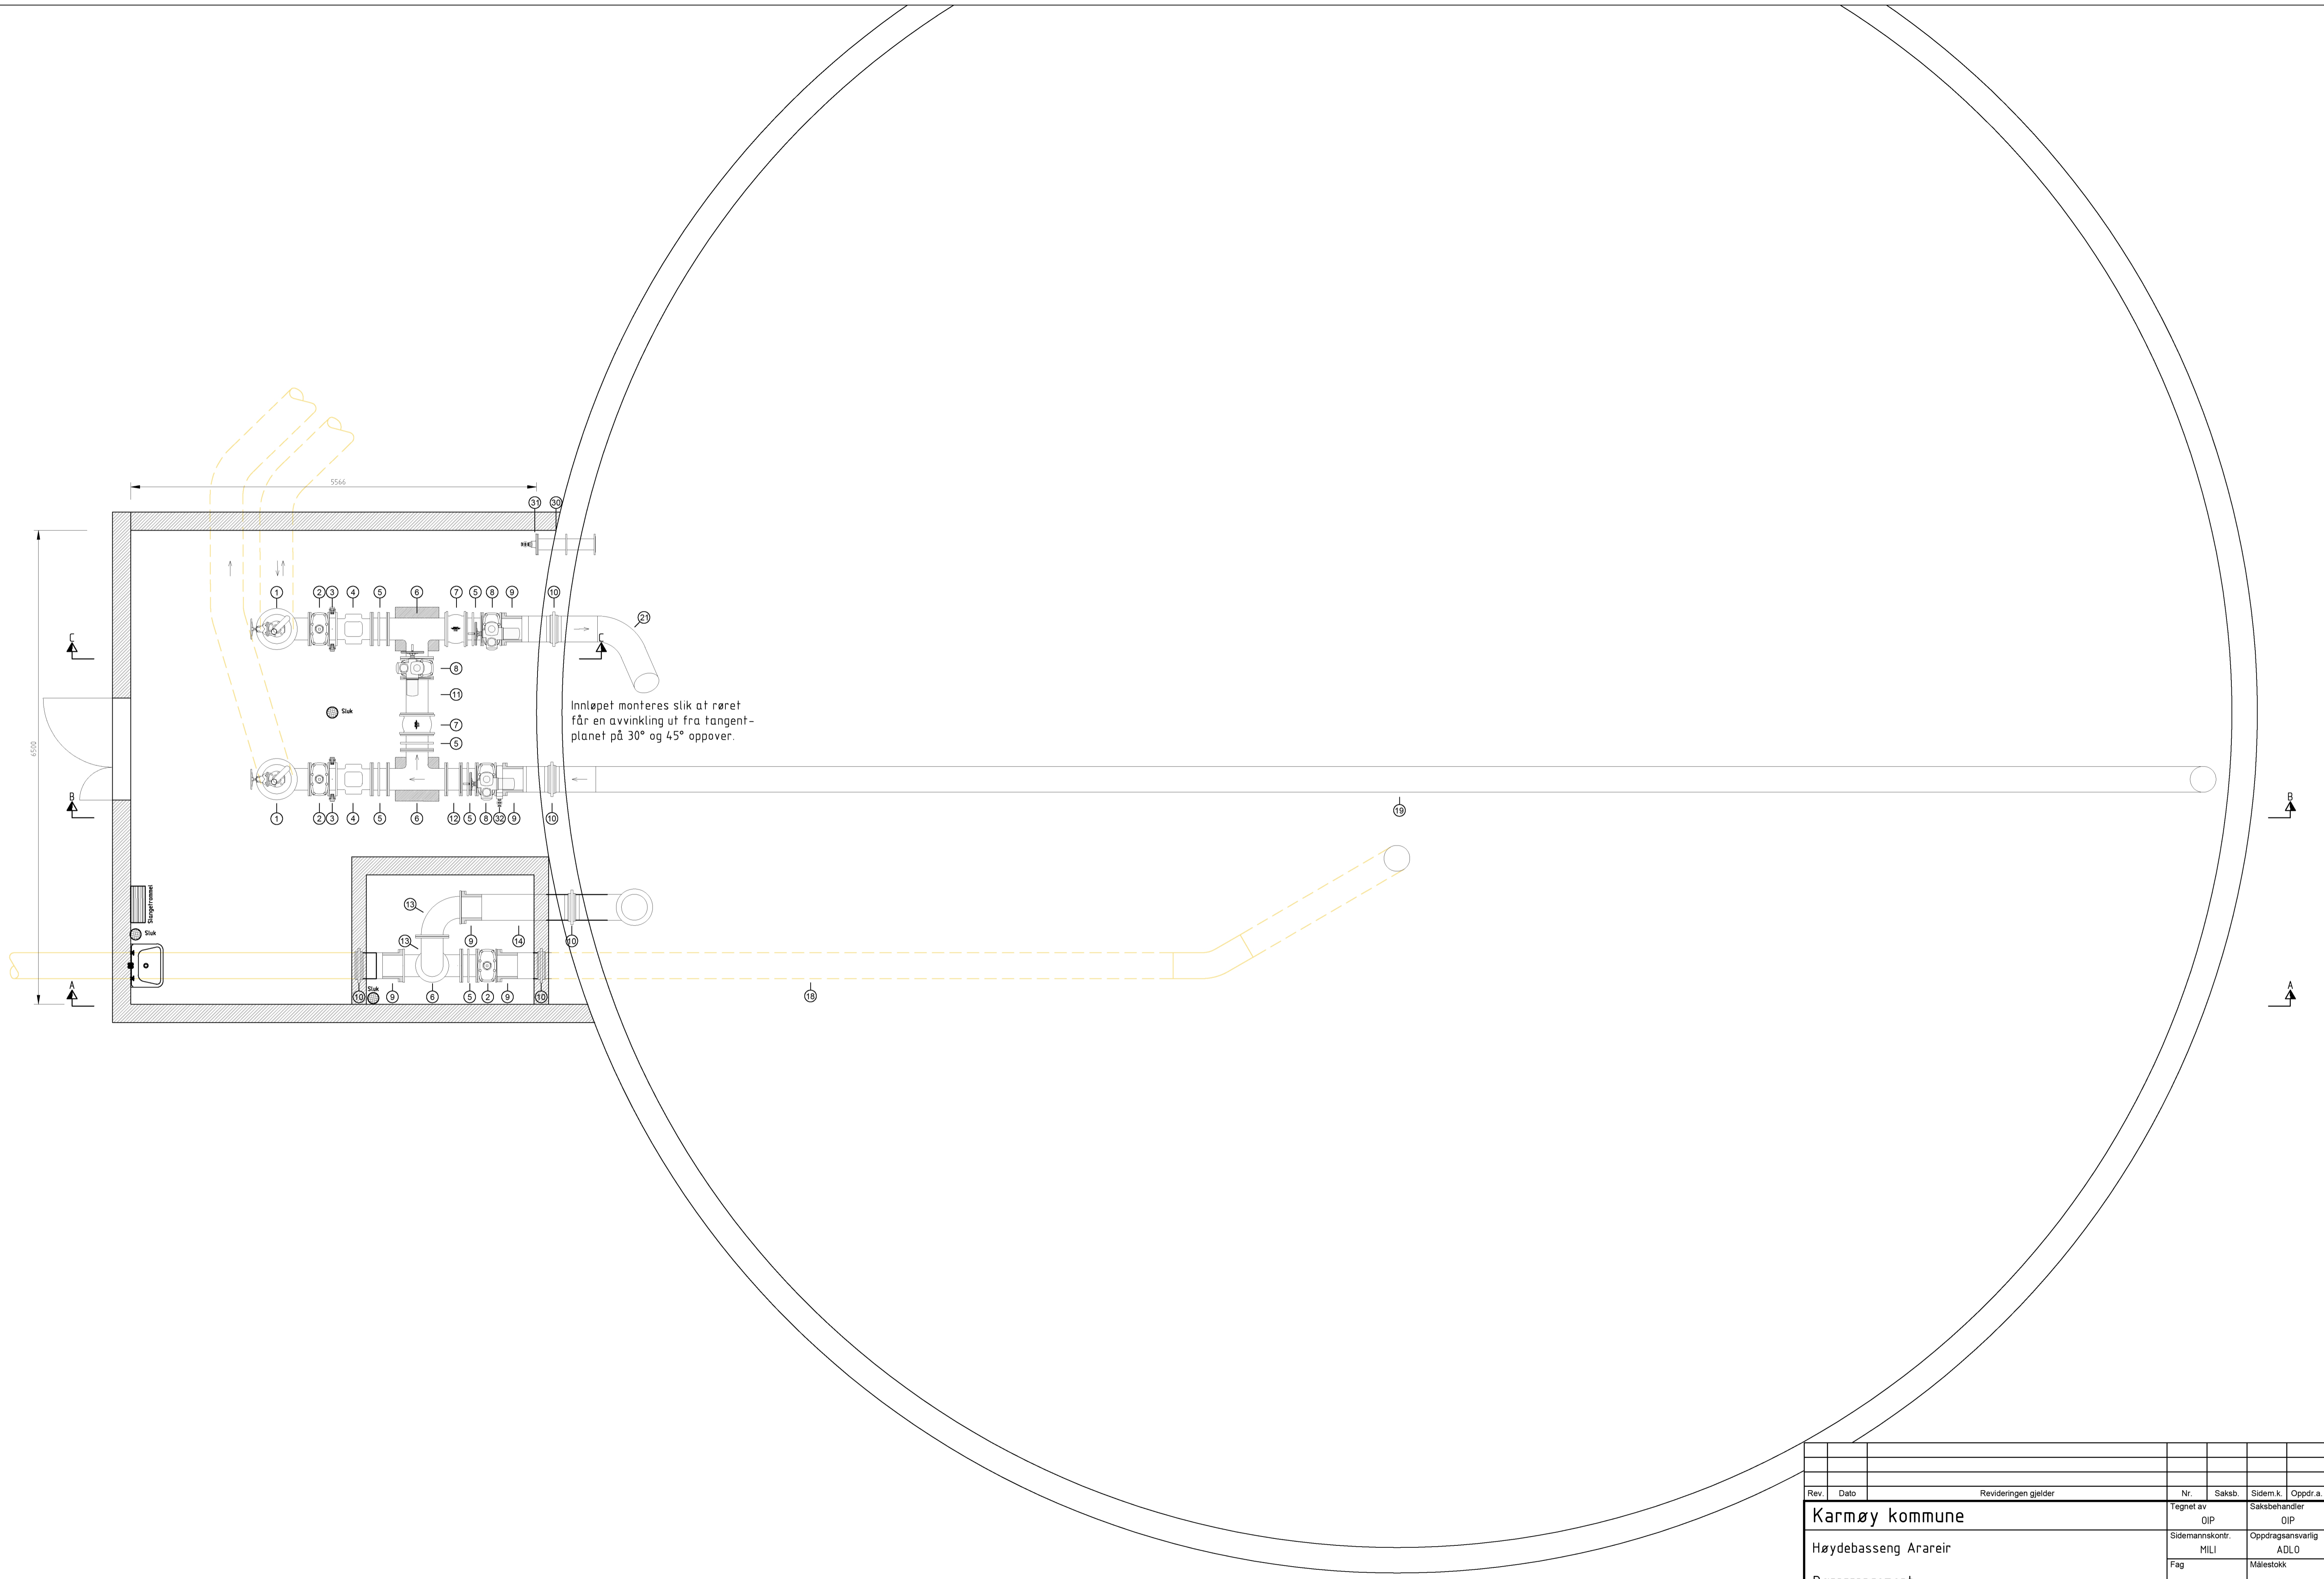 5566
31 30
1 2 3 4 5 6 7 5 8 9 10
21
C C
8
11
Sluk
7
Innløpet monteres slik at røret
får en avvinkling ut fra tangent-
planet på 30° og 45° oppover.
5
6500
B B
1 2 3 4 5 6 12 5 8 32 9 10
19
Slangetrommel
13
Sluk
13 9 14 10
A A
Sluk
10 9 6 5 2 9 10
18
Rev. Dato Revideringen gjelder Nr. Saksb. Sidem.k. Oppdr.a.
Karmøy kommune
Tegnet av Saksbehandler
OIP OIP
Høydebasseng Arareir
Sidemannskontr. Oppdragsansvarlig
MILI ADLO
Fag Målestokk